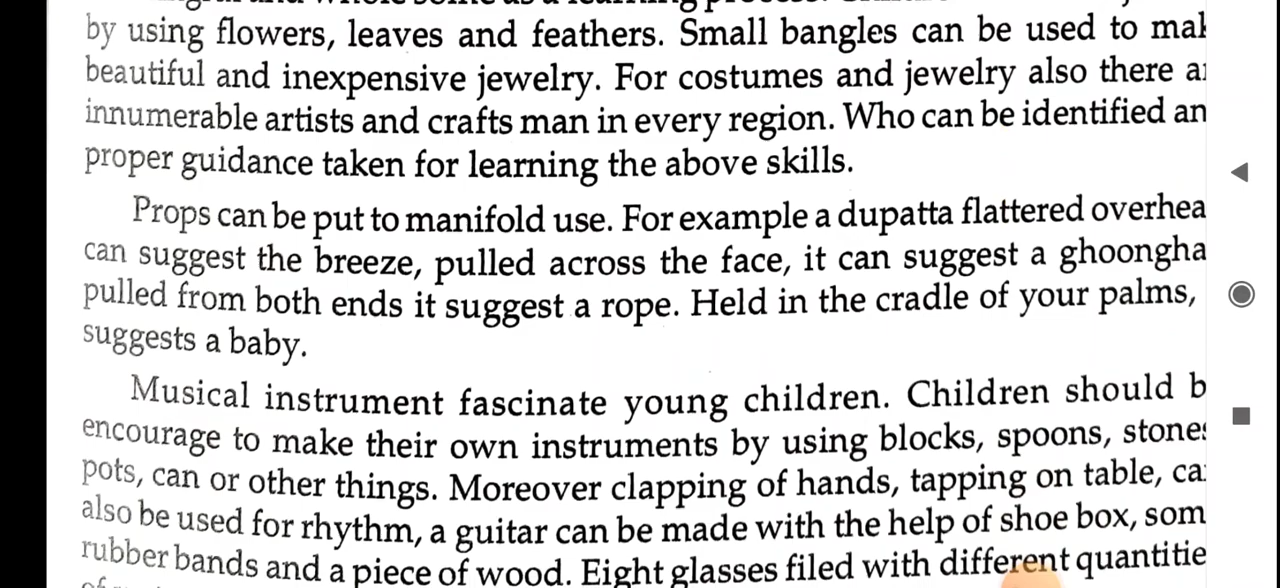 by using flowers, leaves and feathers. Small bangles can be used to
beautiful and inexpensive jewelry. For costumes and jewelry also there
innumerable artists and crafts man in every region. Who can be identified an
proper guidance taken for learning the above skills.
Props can be put to manifold use. For example a dupatta flattered overhea
can suggest the breeze, pulled across the face, it can suggest a ghoongha
pulled from both ends it suggest a rope. Held in the cradle of your palms,
suggests a baby.
Musical instrument fascinate young children. Children should b
encourage to make their own instruments by using blocks, spoons, stones
pots, can or other things. Moreover clapping of hands, tapping on table, ca
also be used for rhythm, a guitar can be made with the help of shoe box, som
rubber bands and a piece of wood. Eight glasses filed with different quantitie